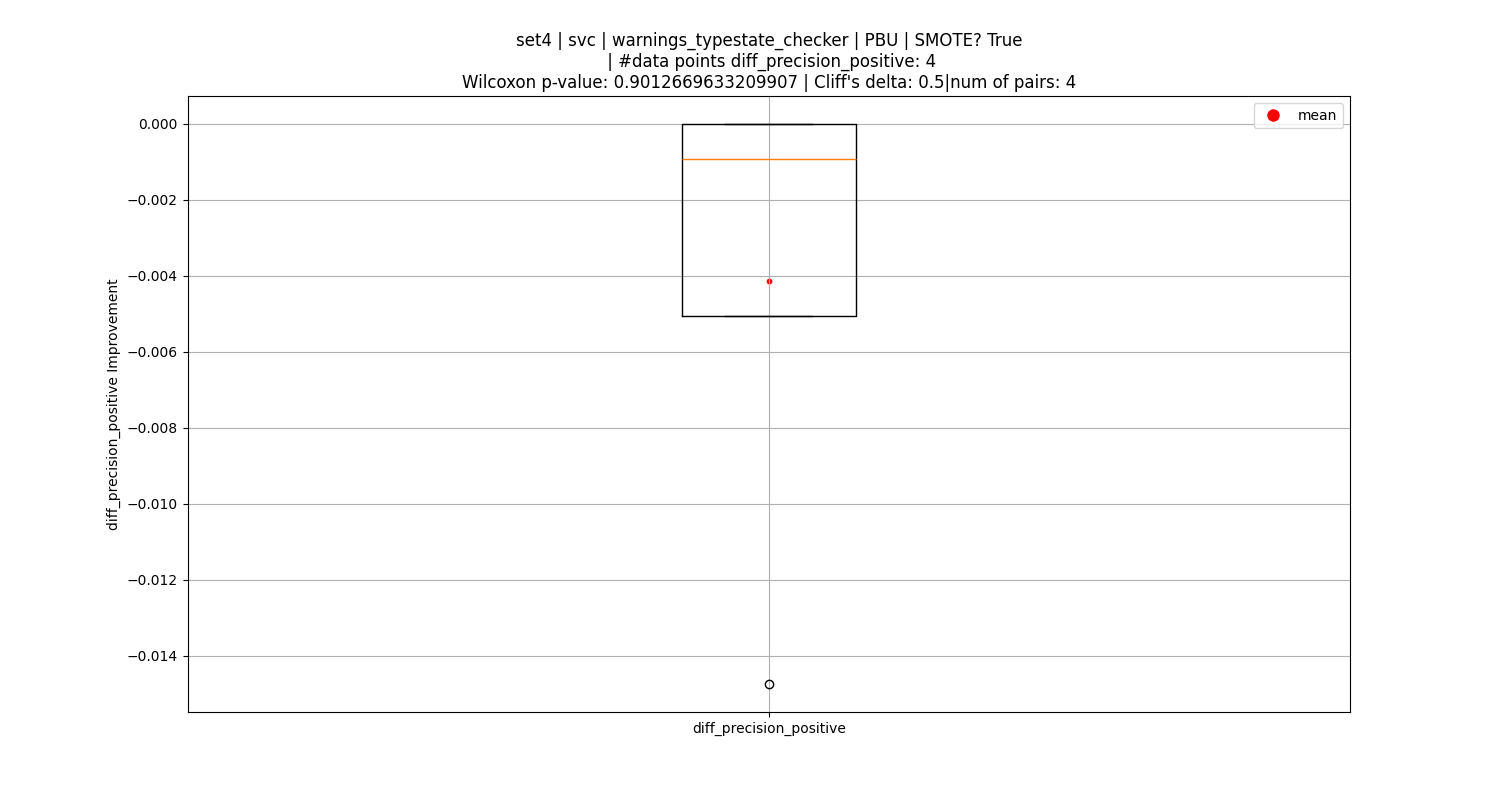 set4 | svc | warnings_typestate_checker | PBU | SMOTE? True
| #data points diff_precision_positive: 4
Wilcoxon p-value: 0.9012669633209907 | Cliff's delta: 0.5|num of pairs: 4
mean
0.000
−0.002
−0.004
−0.006
−0.008
−0.010
−0.012
−0.014
diff_precision_positive Improvement
diff_precision_positive